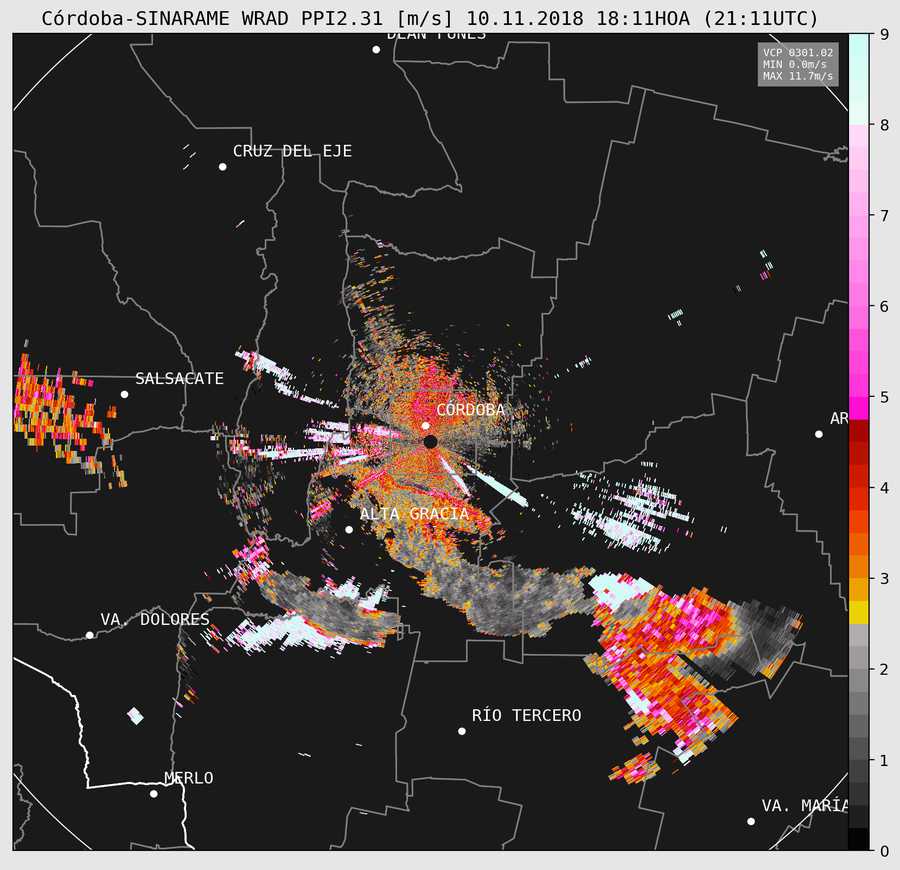 Córdoba-SINARAME WRAD PPI2.31 [m/s] 10.11.2018 18:11HOA (21:11UTC)
DEAN FUNES
VCP 0301.02
MIN 0.0m/s
MAX 11.7m/s
CRUZ DEL EJE
SALSACATE
CÓRDOBA
AR
ALTA GRACIA
VA. DOLORES
RÍO TERCERO
MERLO
VA. MARÍA
9
8
7
6
5
4
3
2
1
0